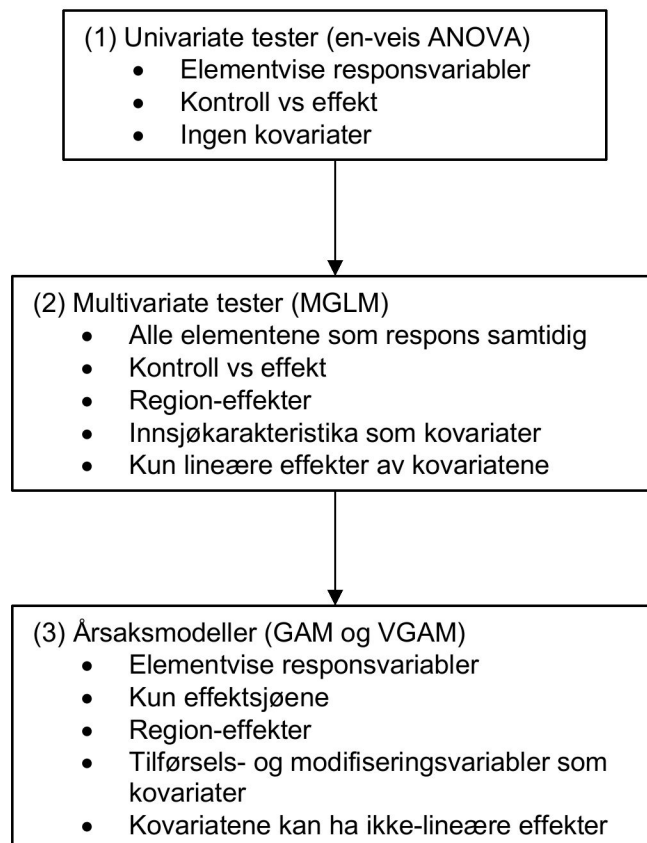 (1) Univariate tester (en-veis ANOVA)
• Elementvise responsvariabler
• Kontroll vs effekt
• Ingen kovariater
(2) Multivariate tester (MGLM)
• Alle elementene som respons samtidig
• Kontroll vs effekt
• Region-effekter
• Innsjøkarakteristika som kovariater
• Kun lineære effekter av kovariatene
(3) Årsaksmodeller (GAM og VGAM)
• Elementvise responsvariabler
• Kun effektsjøene
• Region-effekter
• Tilførsels- og modifiseringsvariabler som
kovariater
• Kovariatene kan ha ikke-lineære effekter